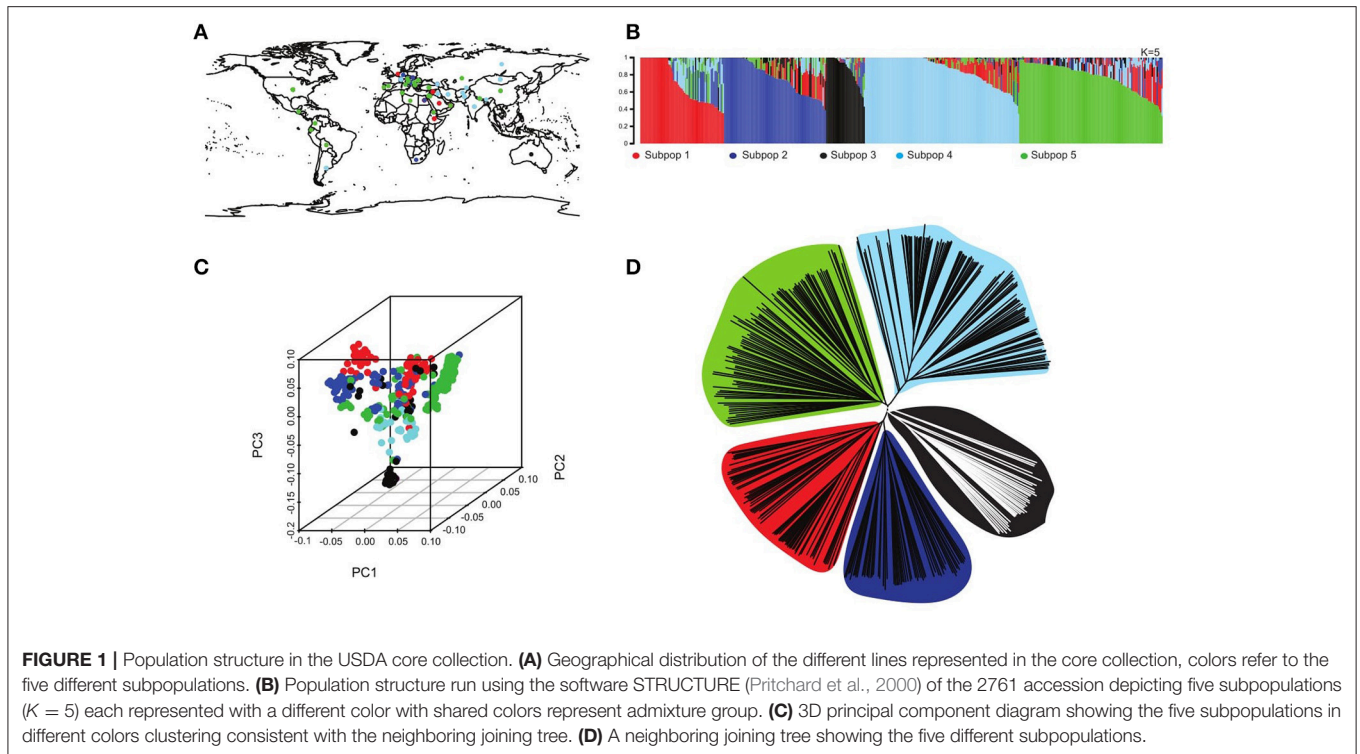 A
B
K=5
1
0.8
0.6
0.4
0.2
0
Subpop 1 Subpop 2 Subpop 3 Subpop 4 Subpop 5
C
D
0.10
0.05
0.00
-0.05
-0.10
-0.15
-0.2
PC3
-0.1 -0.05 0.00 0.05 0.10
PC1
-0.10
-0.05
0.00
0.05
0.10
PC2
FIGURE 1 | Population structure in the USDA core collection. (A) Geographical distribution of the different lines represented in the core collection, colors refer to the
five different subpopulations. (B) Population structure run using the software STRUCTURE (Pritchard et al., 2000) of the 2761 accession depicting five subpopulations
(K = 5) each represented with a different color with shared colors represent admixture group. (C) 3D principal component diagram showing the five subpopulations in
different colors clustering consistent with the neighboring joining tree. (D) A neighboring joining tree showing the five different subpopulations.